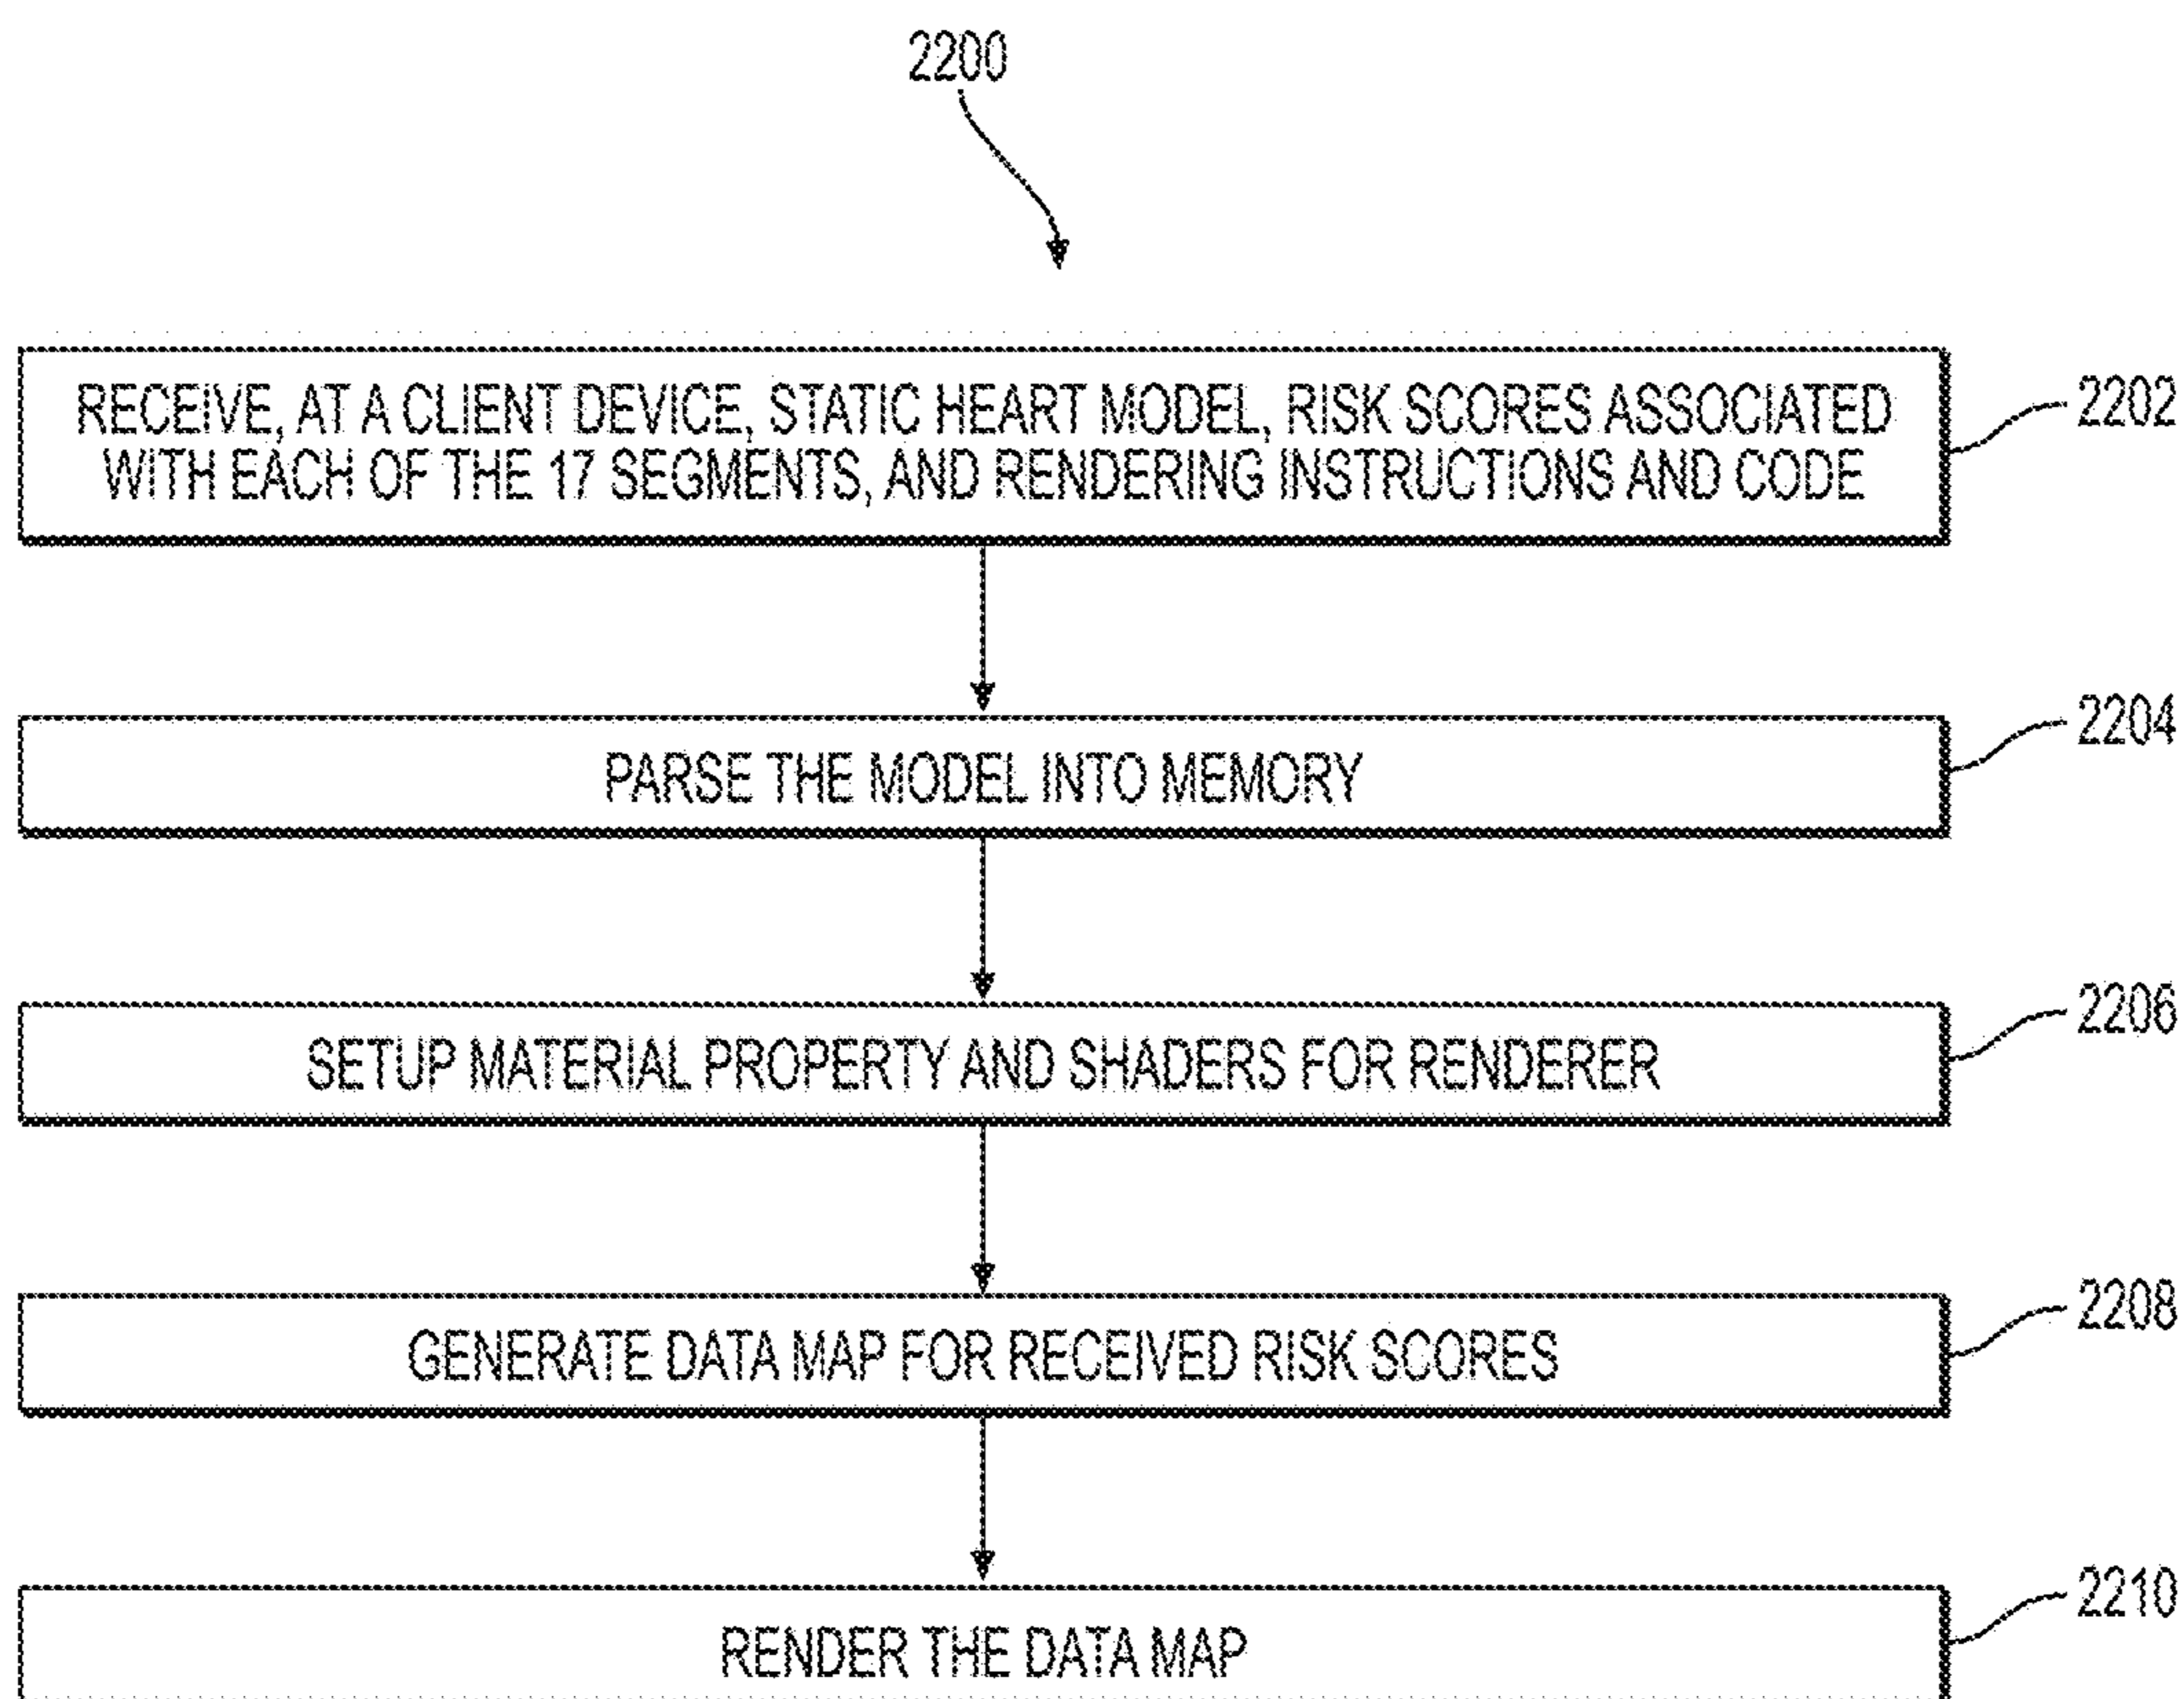 2200
RECEIVE, AT A CLIENT DEVICE, STATIC HEART MODEL, RISK SCORES ASSOCIATED
WITH EACH OF THE 17 SEGMENTS, AND RENDERING INSTRUCTIONS AND CODE
2202
PARSE THE MODEL INTO MEMORY
2204
SETUP MATERIAL PROPERTY AND SHADERS FOR RENDERER
2206
GENERATE DATA MAP FOR RECEIVED RISK SCORES
2208
RENDER THE DATA MAP
2210